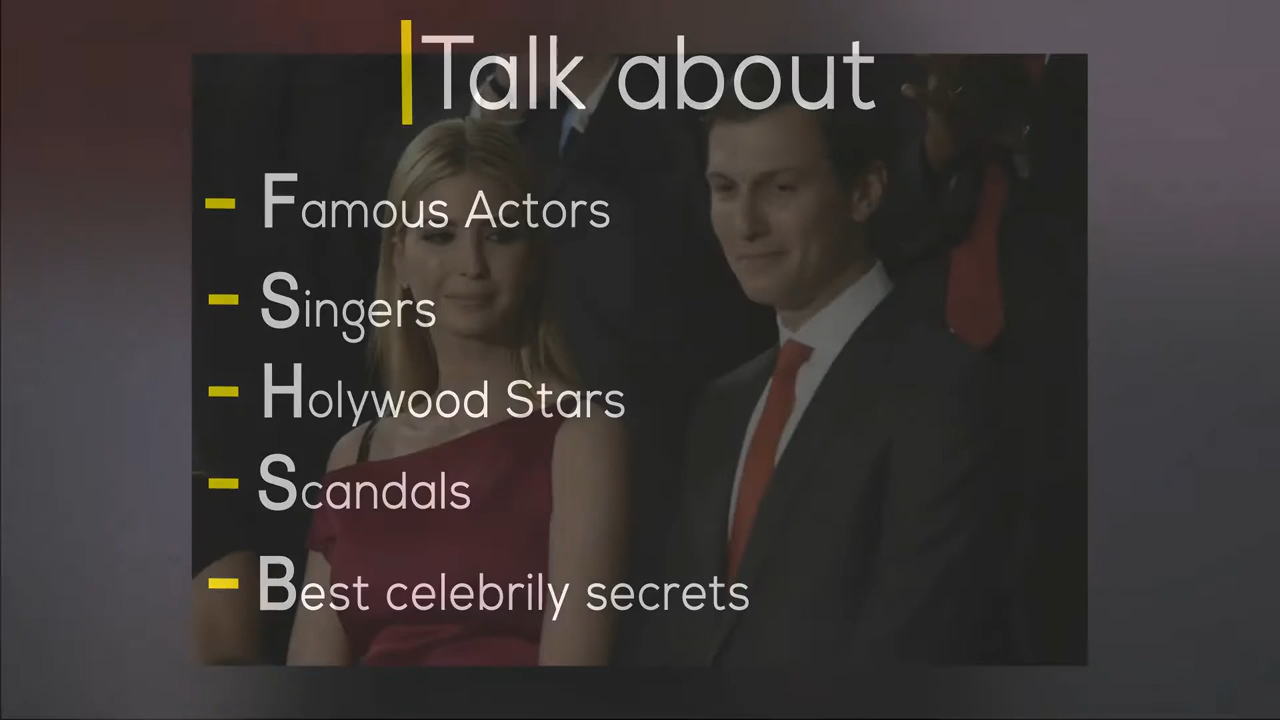 Talk about
Famous Actors
Singers
Holywood Stars
Scandals
Best celebrily secrets